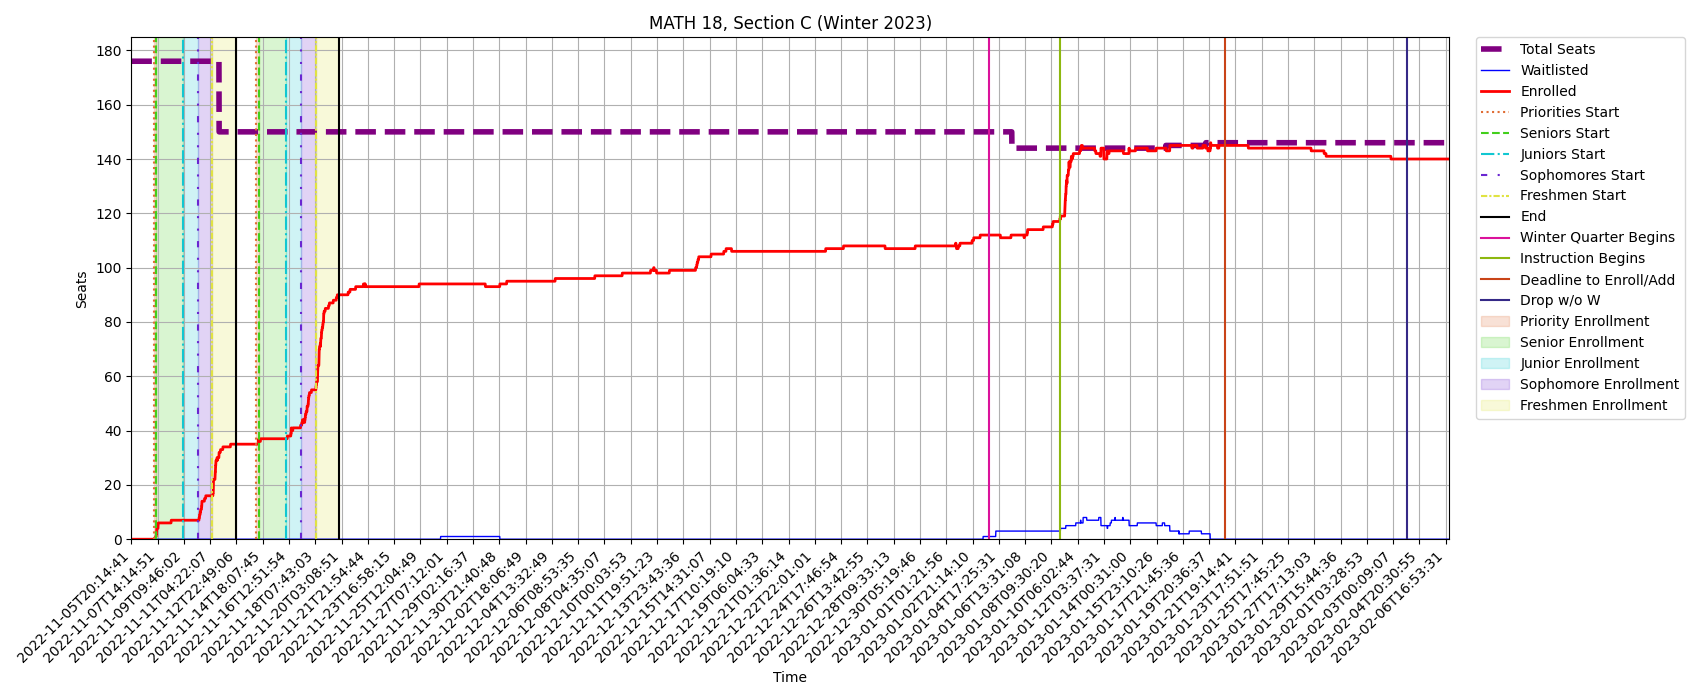 MATH 18, Section C (Winter 2023)
Seats
180
160
140
120
100
80
60
40
20
0
2022-11-05T20:14:41
2022-11-07T14:14:51
2022-11-09T09:46:02
2022-11-11T04:22:07
2022-11-12T22:49:06
2022-11-14T18:07:45
2022-11-16T12:51:54
2022-11-18T07:43:03
2022-11-20T03:08:51
2022-11-21T21:54:44
2022-11-23T16:58:15
2022-11-25T12:04:49
2022-11-27T07:12:01
2022-11-29T02:16:37
2022-11-30T21:40:48
2022-12-02T18:06:49
2022-12-04T13:32:49
2022-12-06T08:53:35
2022-12-08T04:35:07
2022-12-10T00:03:53
2022-12-11T19:51:23
2022-12-13T23:43:36
2022-12-15T14:31:07
2022-12-17T10:19:10
2022-12-19T06:04:33
2022-12-21T01:36:14
2022-12-22T22:01:01
2022-12-24T17:46:54
2022-12-26T13:42:55
2022-12-28T09:33:13
2022-12-30T05:19:46
2023-01-01T01:21:56
2023-01-02T21:14:10
2023-01-04T17:25:31
2023-01-06T13:31:08
2023-01-08T09:30:20
2023-01-10T06:02:44
2023-01-12T03:37:31
2023-01-14T00:31:00
2023-01-15T23:10:26
2023-01-17T21:45:36
2023-01-19T20:36:37
2023-01-21T19:14:41
2023-01-23T17:51:51
2023-01-25T17:45:25
2023-01-27T17:13:03
2023-01-29T15:44:36
2023-02-01T03:28:53
2023-02-03T00:09:07
2023-02-04T20:30:55
2023-02-06T16:53:31
Time
Total Seats
Waitlisted
Enrolled
Priorities Start
Seniors Start
Juniors Start
Sophomores Start
Freshmen Start
End
Winter Quarter Begins
Instruction Begins
Deadline to Enroll/Add
Drop w/o W
Priority Enrollment
Senior Enrollment
Junior Enrollment
Sophomore Enrollment
Freshmen Enrollment